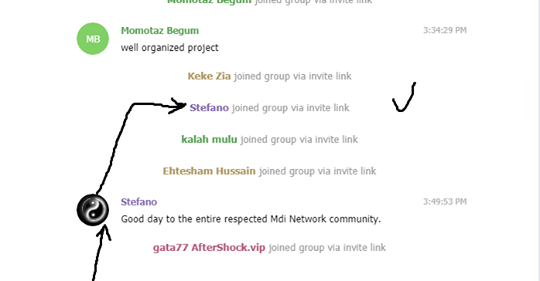 Momotaz Begum joined group via invite link
MB Momotaz Begum 3:34:29 PM
well organized project
Keke Zia joined group via invite link
Stefano joined group via invite link
kalah mulu joined group via invite link
Ehtesham Hussain joined group via invite link
Stefano 3:49:53 PM
Good day to the entire respected Mdi Network community.
gata77 AfterShock.vip joined group via invite link